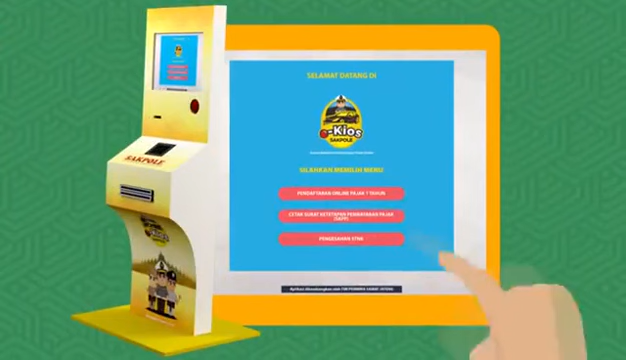 SELAMAT DATANG DI
e-Kios
SAKPOLE
SILAHKAN MEMILIH MENU
PENDAFTARAN ONLINE PAJAK 1 TAHUN
CETAK SURAT KETETAPAN PEMBAYARAN PAJAK
(SKPP)
PENGESAHAN STNK
SAKPOLE